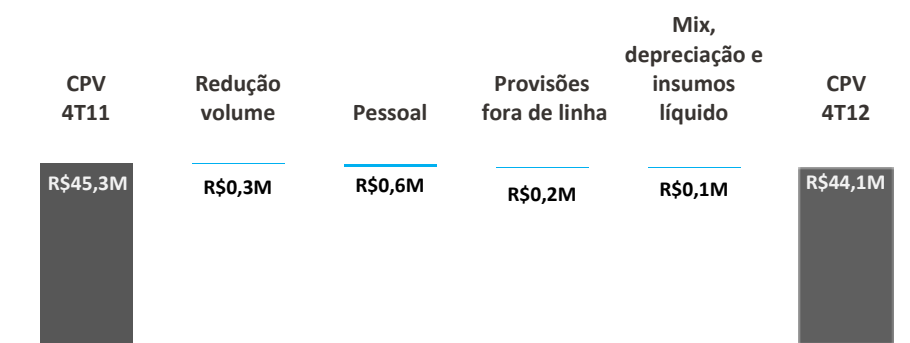 CPV
4T11
Redução
volume
Pessoal
Provisões
fora de linha
Mix,
depreciação e
insumos
líquido
CPV
4T12
R$45,3M
R$0,3M
R$0,6M
R$0,2M
R$0,1M
R$44,1M